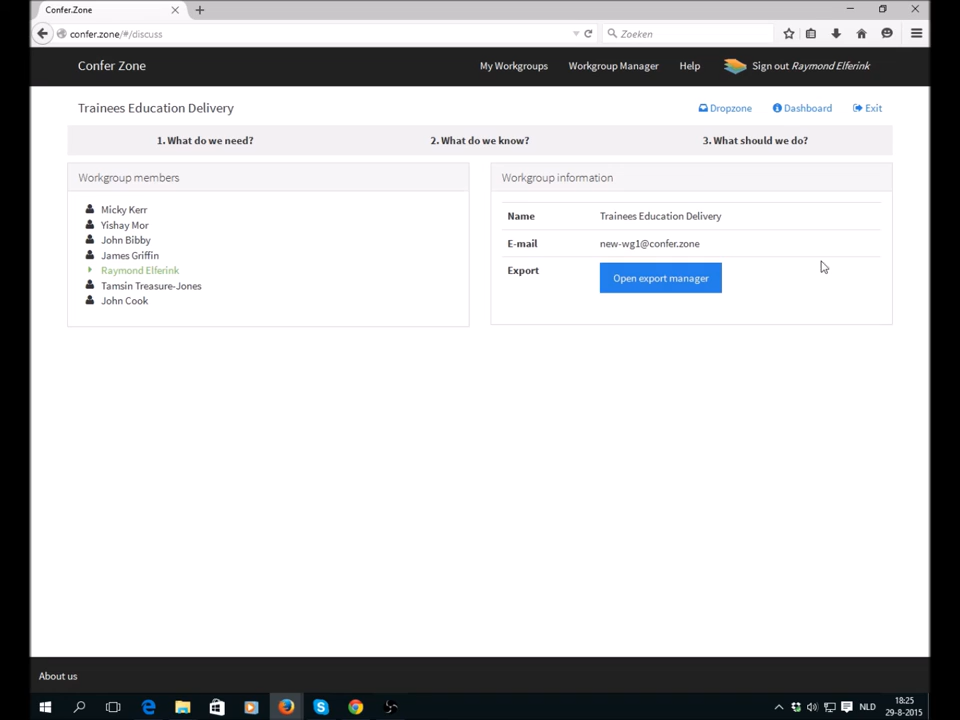 Confer.Zone
confer.zone/#/discuss
Zoeken
Confer Zone
My Workgroups
Workgroup Manager
Help
Sign out Raymond Elferink
Trainees Education Delivery
Dropzone
Dashboard
Exit
1. What do we need?
2. What do we know?
3. What should we do?
Workgroup members
Micky Kerr
Yishay Mor
John Bibby
James Griffin
Raymond Elferink
Tamsin Treasure-Jones
John Cook
Workgroup information
Name Trainees Education Delivery
E-mail new-wg1@confer.zone
Export Open export manager
About us
NLD
18:25
29-8-2015